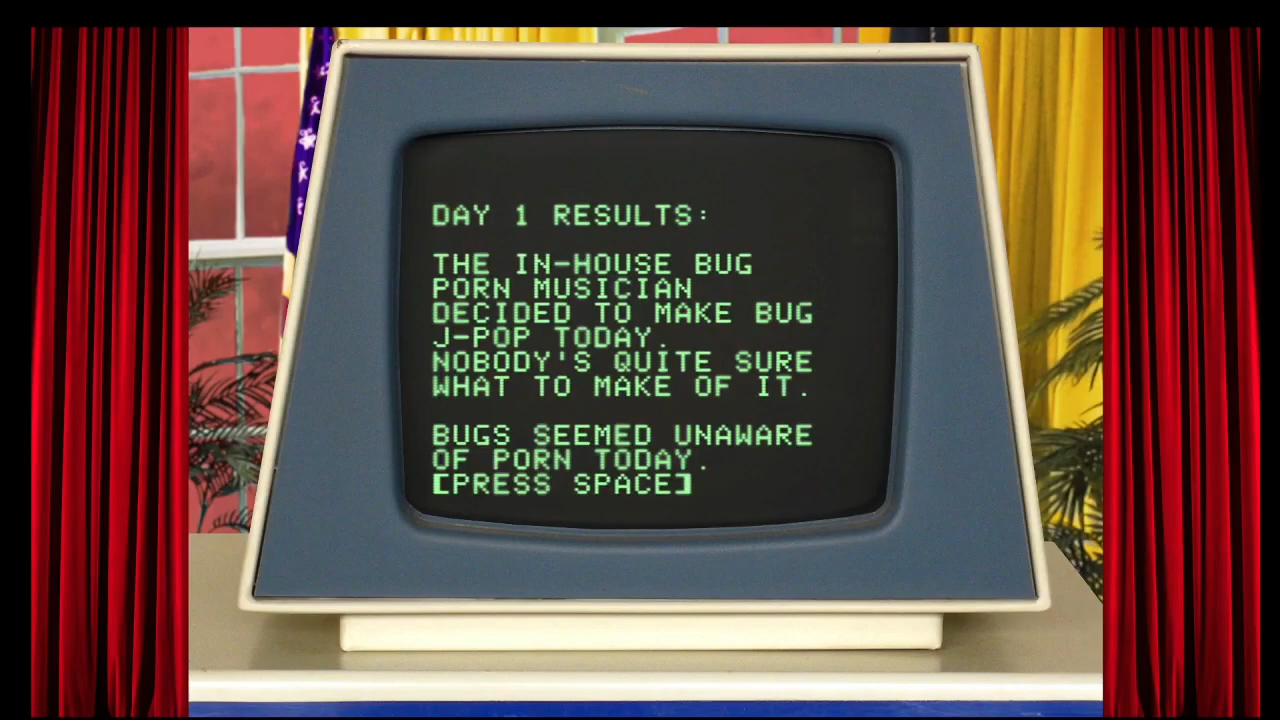 DAY 1 RESULTS:
THE IN-HOUSE BUG
PORN MUSICIAN
DECIDED TO MAKE BUG
J-POP TODAY.
NOBODY'S QUITE SURE
WHAT TO MAKE OF IT.
BUGS SEEMED UNAWARE
OF PORN TODAY.
[PRESS SPACE]